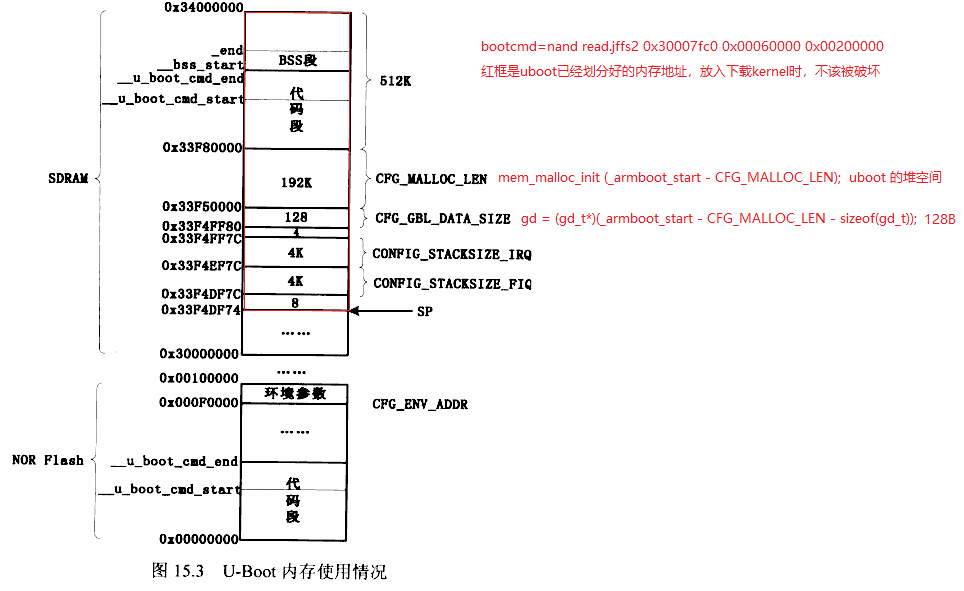 0x34000000
bootcmd=nand read.jffs2 0x30007fc0 0x00060000 0x00200000
红框是uboot已经划分好的内存地址，放入下载kernel时，不该被破坏
_end
__bss_start
BSS段
__u_boot_cmd_end
512K
代
码
段
__u_boot_cmd_start
0x33F80000
SDRAM
192K
CFG_MALLOC_LEN
mem_malloc_init (_armboot_start - CFG_MALLOC_LEN); uboot 的堆空间
0x33F50000
128
CFG_GBL_DATA_SIZE
gd = (gd_t*)(_armboot_start - CFG_MALLOC_LEN - sizeof(gd_t)); 128B
0x33F4FF80
4
0x33F4FF7C
4K
CONFIG_STACKSIZE_IRQ
0x33F4EF7C
4K
CONFIG_STACKSIZE_FIQ
0x33F4DF7C
8
0x33F4DF74
SP
……
0x30000000
……
0x00100000
环境参数
0x000F0000
CFG_ENV_ADDR
……
NOR Flash
__u_boot_cmd_end
代
码
段
__u_boot_cmd_start
0x00000000
图 15.3 U-Boot 内存使用情况